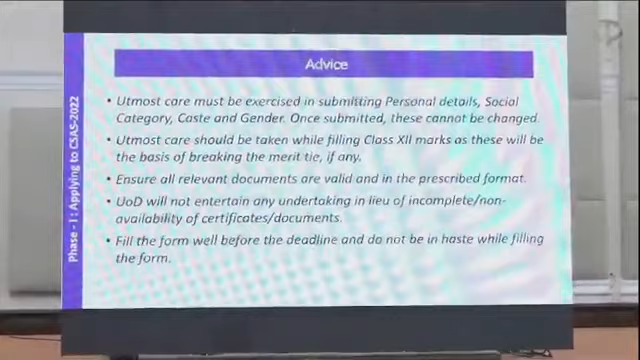 Advice
Phase - I : Applying to CSAS-2022
• Utmost care must be exercised in submitting Personal details, Social
Category, Caste and Gender. Once submitted, these cannot be changed.
• Utmost care should be taken while filling Class XII marks as these will be
the basis of breaking the merit tie, if any.
• Ensure all relevant documents are valid and in the prescribed format.
• UoD will not entertain any undertaking in lieu of incomplete/non-
availability of certificates/documents.
• Fill the form well before the deadline and do not be in haste while filling
the form.